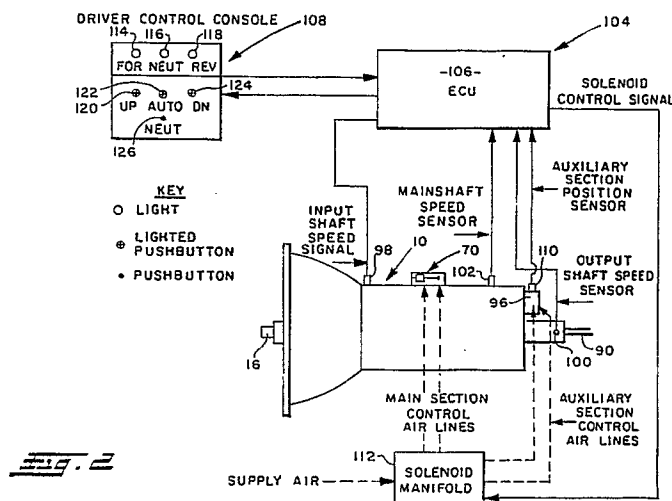 DRIVER CONTROL CONSOLE
108
114 116 118
FOR NEUT REV
122
120
124
UP AUTO DN
NEUT
126
104
-106-
ECU
SOLENOID
CONTROL SIGNAL
KEY
LIGHT
LIGHTED
PUSHBUTTON
PUSHBUTTON
INPUT
SHAFT
SPEED
SIGNAL
MAINSHAFT
SPEED
SENSOR
AUXILIARY
SECTION
POSITION
SENSOR
98
10
70
102
110
OUTPUT
SHAFT SPEED
SENSOR
96
16
90
100
MAIN SECTION
CONTROL
AIR LINES
AUXILIARY
SECTION
CONTROL
AIR LINES
112
SUPPLY AIR
SOLENOID
MANIFOLD
Fig. 2